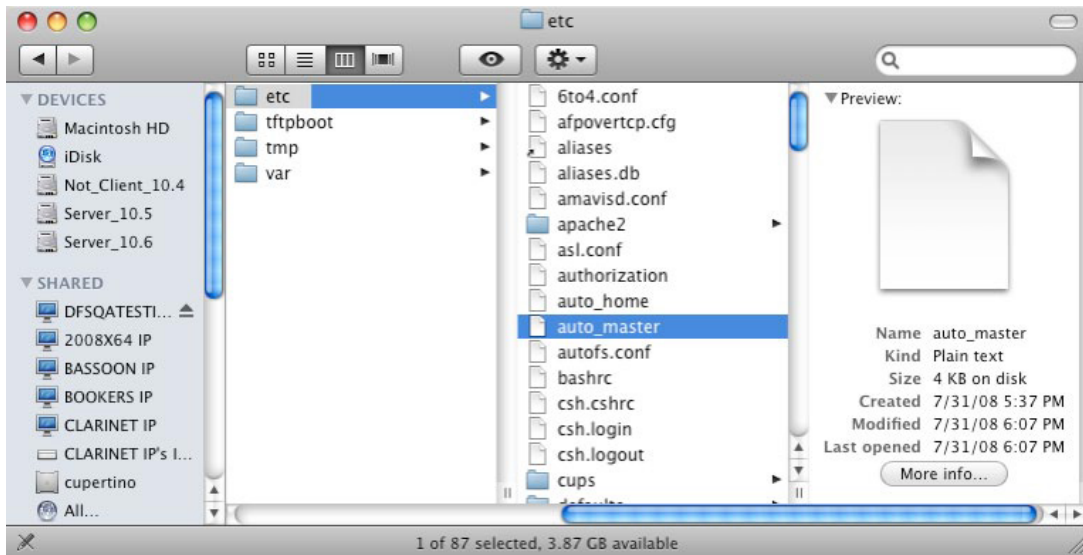 etc
DEVICES
Macintosh HD
iDisk
Not_Client_10.4
Server_10.5
Server_10.6
SHARED
DFSQATESTI...
2008X64 IP
BASSOON IP
BOOKERS IP
CLARINET IP
CLARINET IP's I...
cupertino
All...
etc
tftpboot
tmp
var
6to4.conf
afpovertcp.cfg
aliases
aliases.db
amavisd.conf
apache2
asl.conf
authorization
auto_home
auto_master
autofs.conf
bashrc
csh.cshrc
csh.login
csh.logout
cups
defaults
Preview:
Name auto_master
Kind Plain text
Size 4 KB on disk
Created 7/31/08 5:37 PM
Modified 7/31/08 6:07 PM
Last opened 7/31/08 6:07 PM
More info...
1 of 87 selected, 3.87 GB available